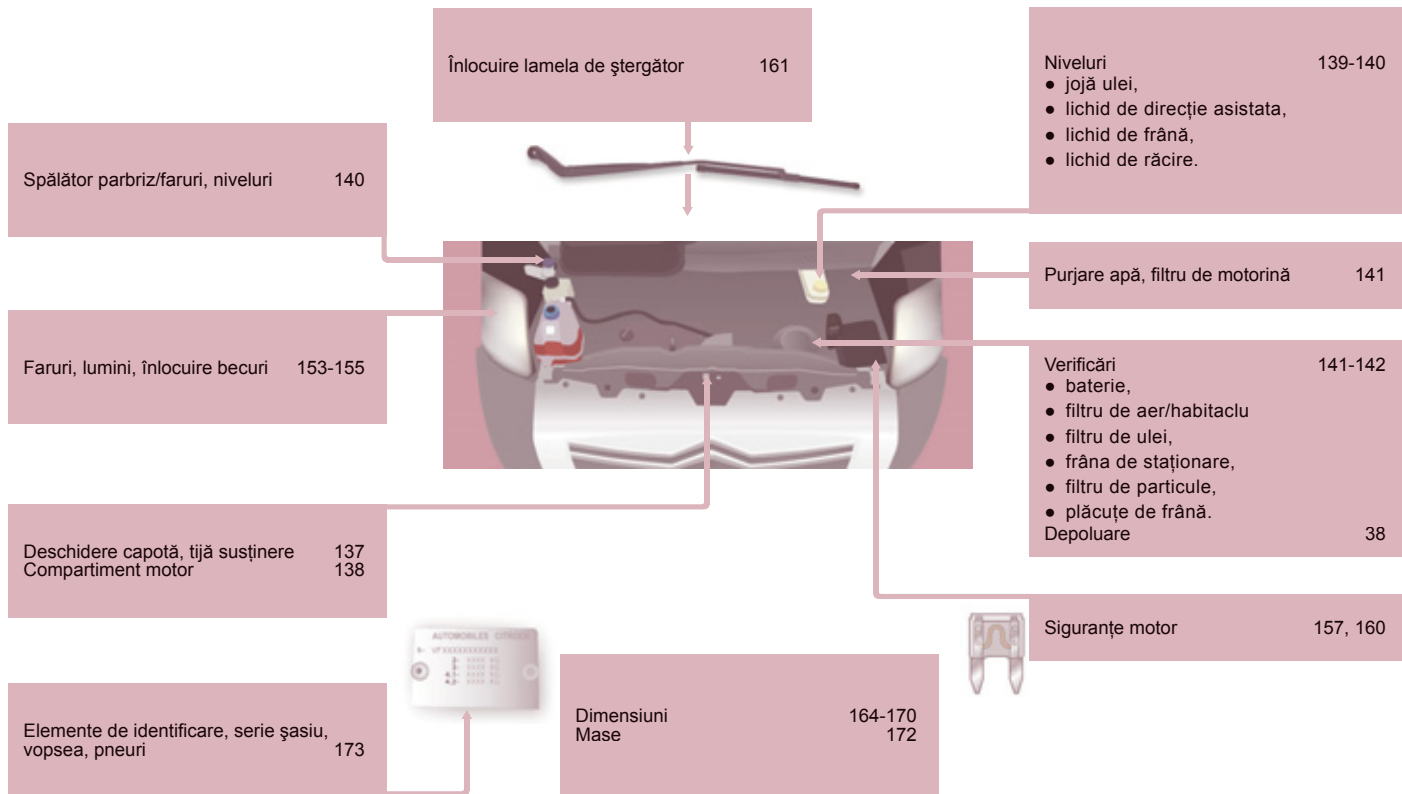 Înlocuire lamela de ştergător 161
Niveluri 139-140
● jojă ulei,
● lichid de direcție asistata,
● lichid de frână,
● lichid de răcire.
Spălător parbriz/faruri, niveluri 140
Purjare apă, filtru de motorină 141
Faruri, lumini, înlocuire becuri 153-155
Verificări 141-142
● baterie,
● filtru de aer/habitaclu
● filtru de ulei,
● frâna de staționare,
● filtru de particule,
● plăcuțe de frână.
Depoluare 38
Deschidere capotă, tijă susținere 137
Compartiment motor 138
Siguranțe motor 157, 160
AUTOMOBILES CITROËN
Elemente de identificare, serie şasiu,
vopsea, pneuri 173
Dimensiuni 164-170
Mase 172